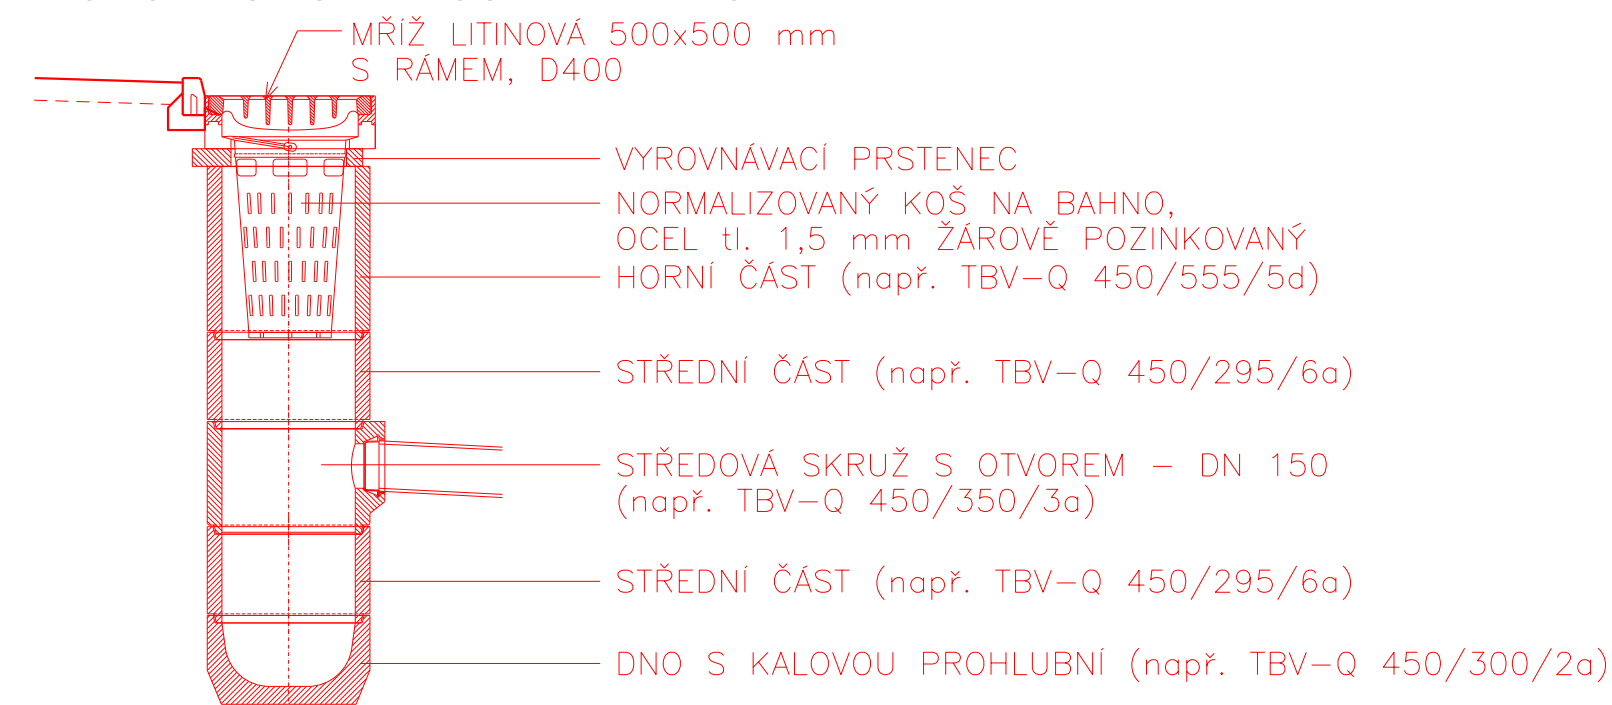 MŘÍŽ LITINOVÁ 500x500 mm
S RÁMEM, D400
VYROVNÁVACÍ PRSTENEC
NORMALIZOVANÝ KOŠ NA BAHNO,
OCEL tl. 1,5 mm ŽÁROVĚ POZINKOVANÝ
HORNÍ ČÁST (např. TBV-Q 450/555/5d)
STŘEDNÍ ČÁST (např. TBV-Q 450/295/6a)
STŘEDOVÁ SKRUŽ S OTVOREM - DN 150
(např. TBV-Q 450/350/3a)
STŘEDNÍ ČÁST (např. TBV-Q 450/295/6a)
DNO S KALOVOU PROHLUBNÍ (např. TBV-Q 450/300/2a)